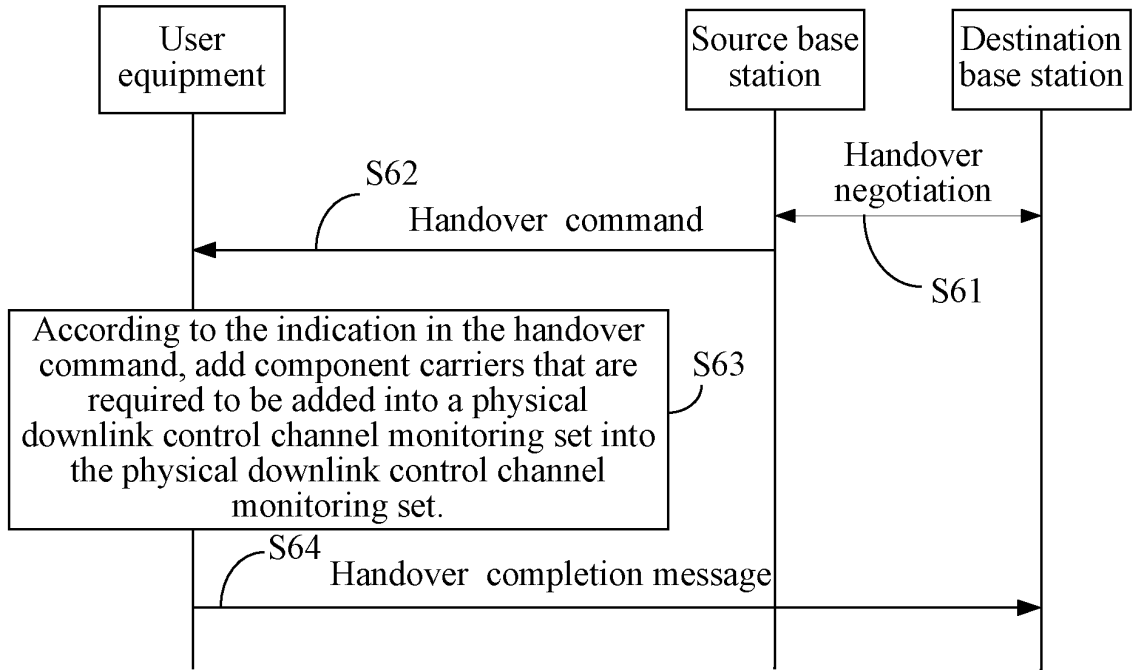 User
equipment
Source base
station
Destination
base station
Handover
negotiation
S62
Handover command
S61
According to the indication in the handover
command, add component carriers that are
required to be added into a physical
downlink control channel monitoring set into
the physical downlink control channel
monitoring set.
S63
S64
Handover completion message